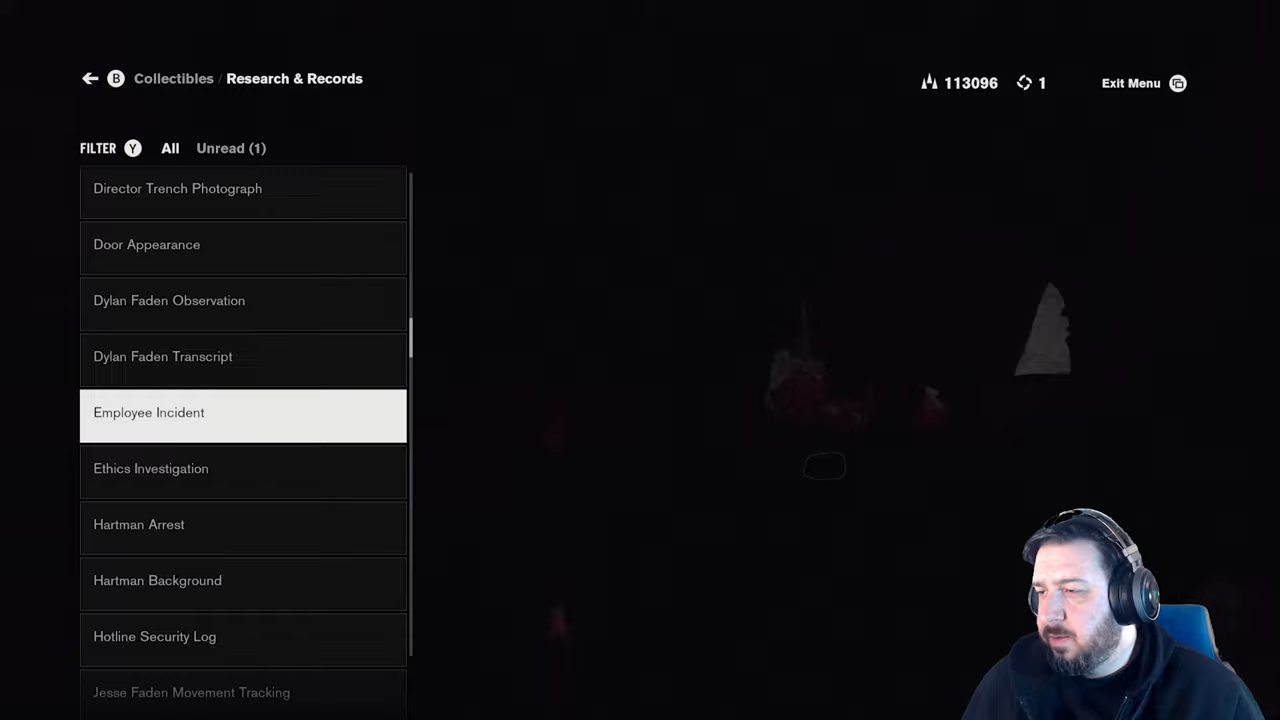 B Collectibles / Research & Records
113096 1 Exit Menu
FILTER Y All Unread (1)
Director Trench Photograph
Door Appearance
Dylan Faden Observation
Dylan Faden Transcript
Employee Incident
Ethics Investigation
Hartman Arrest
Hartman Background
Hotline Security Log
Jesse Faden Movement Tracking